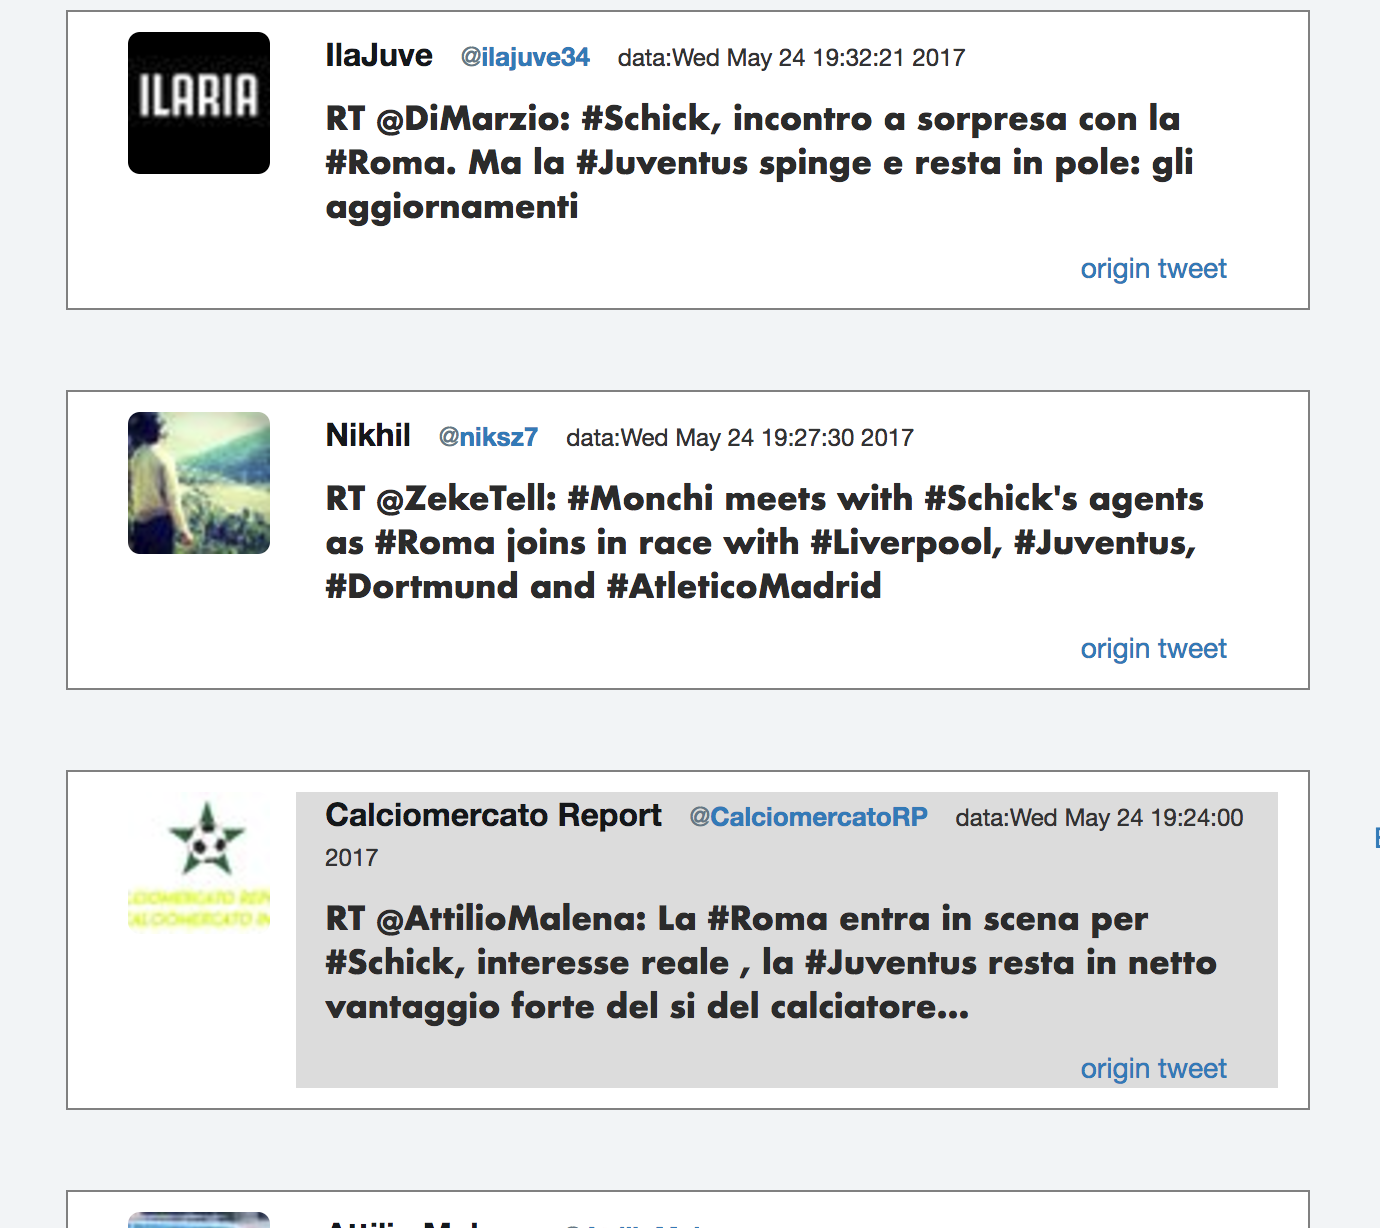 ILARIA
IlaJuve @ilajuve34 data:Wed May 24 19:32:21 2017
RT @DiMarzio: #Schick, incontro a sorpresa con la
#Roma. Ma la #Juventus spinge e resta in pole: gli
aggiornamenti
origin tweet
Nikhil @niksz7 data:Wed May 24 19:27:30 2017
RT @ZekeTell: #Monchi meets with #Schick's agents
as #Roma joins in race with #Liverpool, #Juventus,
#Dortmund and #AtleticoMadrid
origin tweet
Calciomercato Report @CalciomercatoRP data:Wed May 24 19:24:00
2017
RT @AttilioMalena: La #Roma entra in scena per
#Schick, interesse reale , la #Juventus resta in netto
vantaggio forte del si del calciatore...
origin tweet